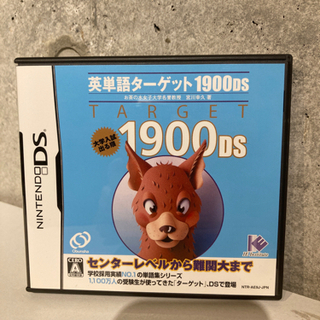 NINTENDO DS
英単語ターゲット1900DS
TARGET
1900DS
大学入試
出る順
センターレベルから難関大まで
学校採用実績NO.1の単語集シリーズ
1,100万人の受験生が使ってきた「ターゲット」、DSで登場
A